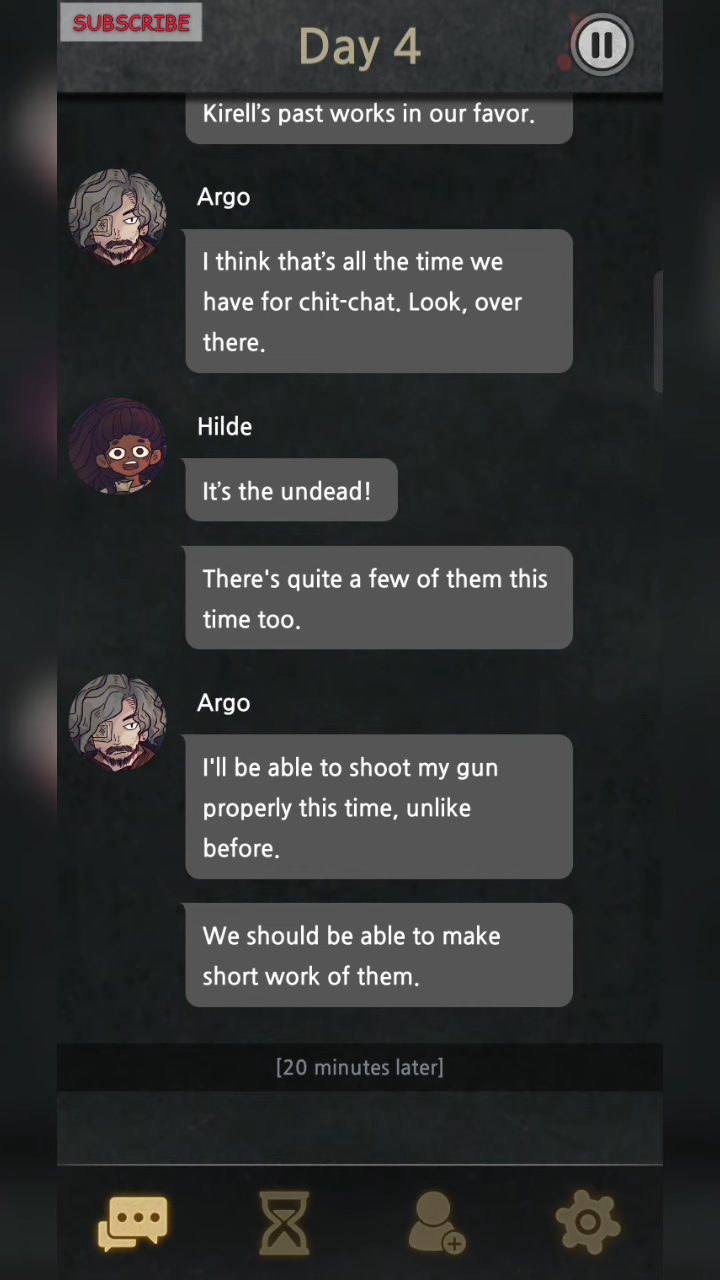 SUBSCRIBE
Day 4
Kirell’s past works in our favor.
Argo
I think that’s all the time we
have for chit-chat. Look, over
there.
Hilde
It’s the undead!
There's quite a few of them this
time too.
Argo
I'll be able to shoot my gun
properly this time, unlike
before.
We should be able to make
short work of them.
[20 minutes later]